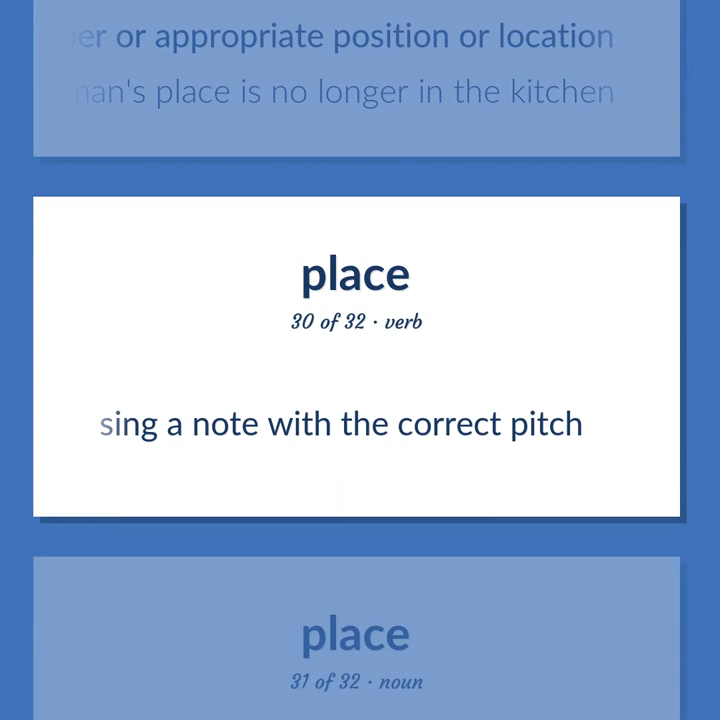 or appropriate position or location
place is no longer in the kitchen
place
30 of 32 · verb
sing a note with the correct pitch
place
31 of 32 · noun